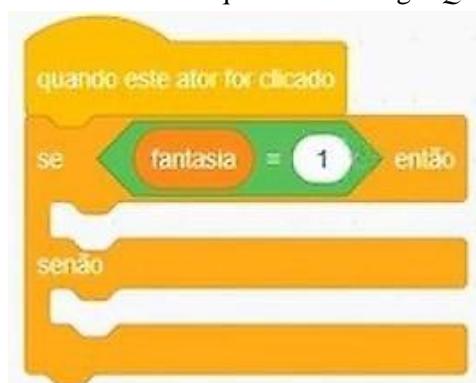 quando este ator for clicado
se fantasia = 1 então
senão